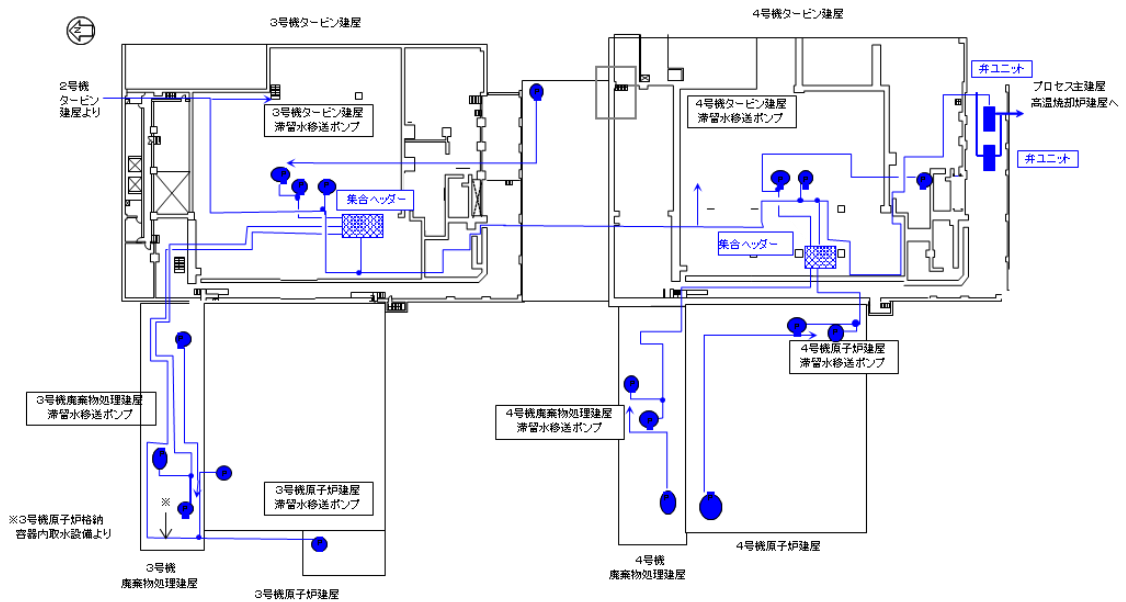 3号機タービン建屋
4号機タービン建屋
2号機
タービン
建屋より
3号機タービン建屋
滞留水移送ポンプ
4号機タービン建屋
滞留水移送ポンプ
弁ユニット
プロセス主建屋
高温焼却炉建屋へ
弁ユニット
集合ヘッダー
集合ヘッダー
4号機原子炉建屋
滞留水移送ポンプ
3号機廃棄物処理建屋
滞留水移送ポンプ
4号機廃棄物処理建屋
滞留水移送ポンプ
3号機原子炉建屋
滞留水移送ポンプ
※
※3号機原子炉格納
容器内取水設備より
4号機原子炉建屋
3号機
廃棄物処理建屋
4号機
廃棄物処理建屋
3号機原子炉建屋